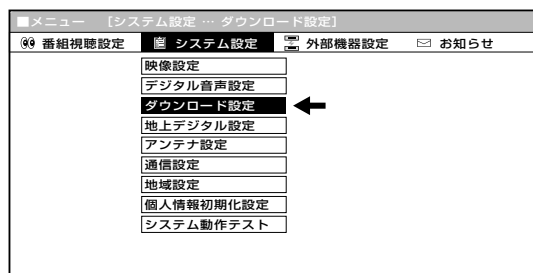 ■メニュー [システム設定 … ダウンロード設定]
番組視聴設定 システム設定 外部機器設定 お知らせ
映像設定
デジタル音声設定
ダウンロード設定
地上デジタル設定
アンテナ設定
通信設定
地域設定
個人情報初期化設定
システム動作テスト